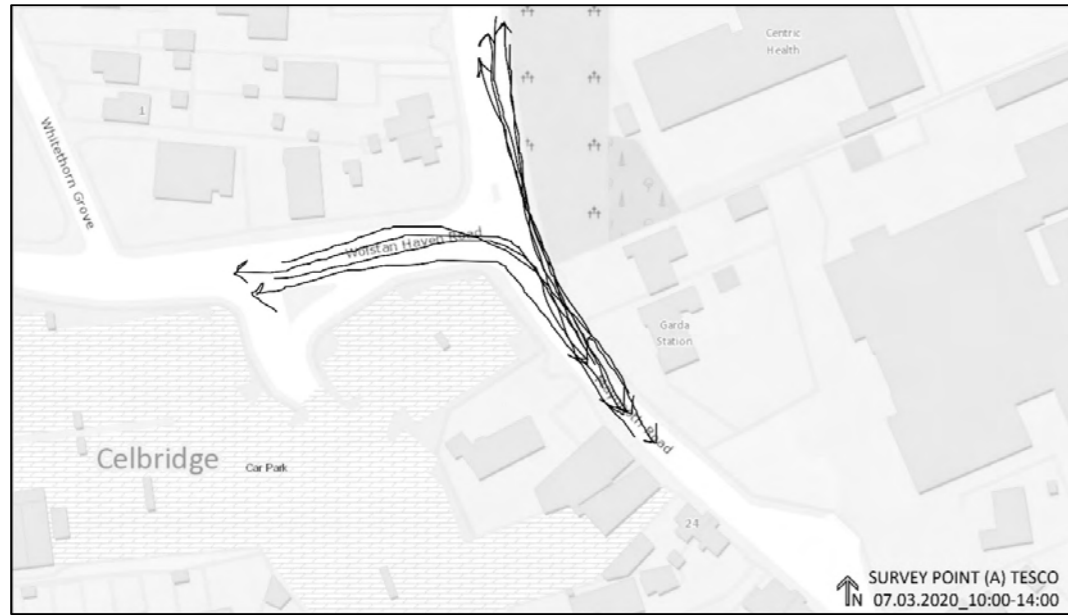 Centric
Health
1
Whitethorn Grove
Wolstan Haven Road
Garda
Station
Road
Celbridge
Car Park
24
N
SURVEY POINT (A) TESCO
07.03.2020_10:00-14:00